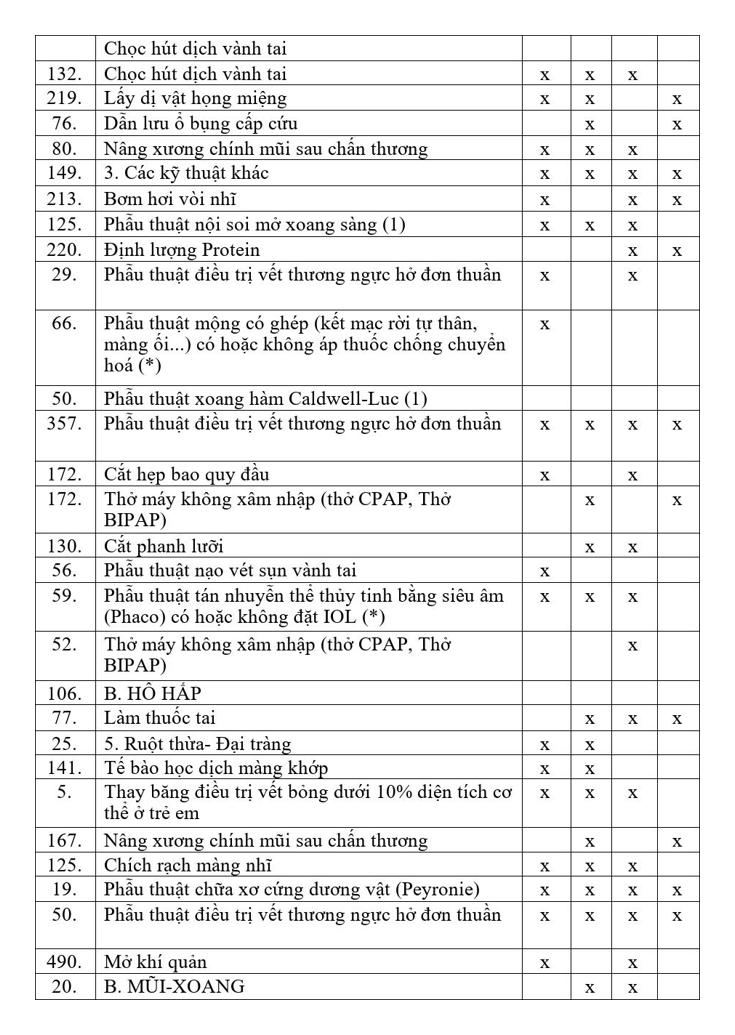 Chọc hút dịch vành tai
132. Chọc hút dịch vành tai x x x
219. Lấy dị vật họng miệng x x x
76. Dẫn lưu ổ bụng cấp cứu x x
80. Nâng xương chính mũi sau chấn thương x x x
149. 3. Các kỹ thuật khác x x x x
213. Bơm hơi vòi nhĩ x x x
125. Phẫu thuật nội soi mở xoang sàng (1) x x x
220. Định lượng Protein x x
29. Phẫu thuật điều trị vết thương ngực hở đơn thuần x x
66. Phẫu thuật mộng có ghép (kết mạc rời tự thân, x
màng ối...) có hoặc không áp thuốc chống chuyển
hoá (*)
50. Phẫu thuật xoang hàm Caldwell-Luc (1)
357. Phẫu thuật điều trị vết thương ngực hở đơn thuần x x x x
172. Cắt hẹp bao quy đầu x x
172. Thở máy không xâm nhập (thở CPAP, Thở x x
BIPAP)
130. Cắt phanh lưỡi x x
56. Phẫu thuật nạo vét sụn vành tai x
59. Phẫu thuật tán nhuyễn thể thủy tinh bằng siêu âm x x x
(Phaco) có hoặc không đặt IOL (*)
52. Thở máy không xâm nhập (thở CPAP, Thở x
BIPAP)
106. B. HÔ HẤP
77. Làm thuốc tai x x x
25. 5. Ruột thừa- Đại tràng x x
141. Tế bào học dịch màng khớp x x
5. Thay băng điều trị vết bỏng dưới 10% diện tích cơ x x x
thể ở trẻ em
167. Nâng xương chính mũi sau chấn thương x x
125. Chích rạch màng nhĩ x x x
19. Phẫu thuật chữa xơ cứng dương vật (Peyronie) x x x x
50. Phẫu thuật điều trị vết thương ngực hở đơn thuần x x x x
490. Mở khí quản x x
20. B. MŨI-XOANG x x